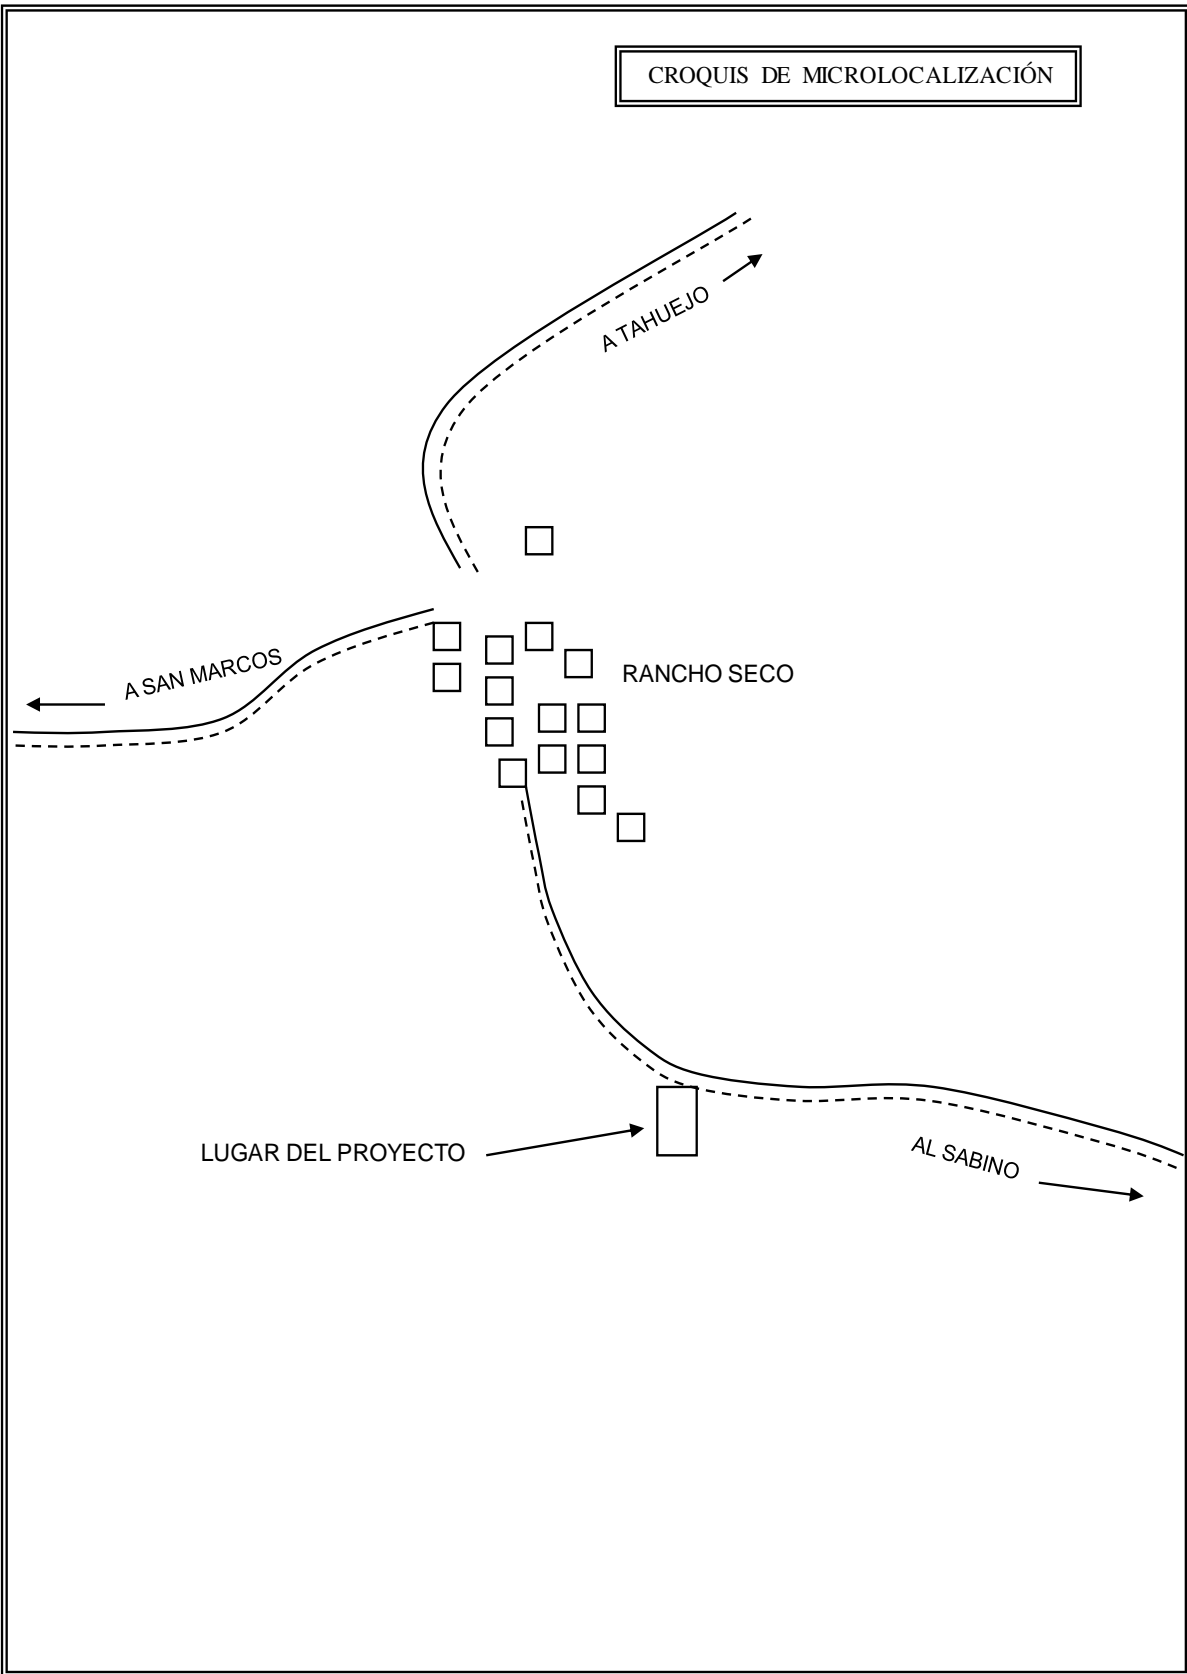 CROQUIS DE MICROLOCALIZACIÓN
A TAHUEJO
A SAN MARCOS
RANCHO SECO
LUGAR DEL PROYECTO
AL SABINO